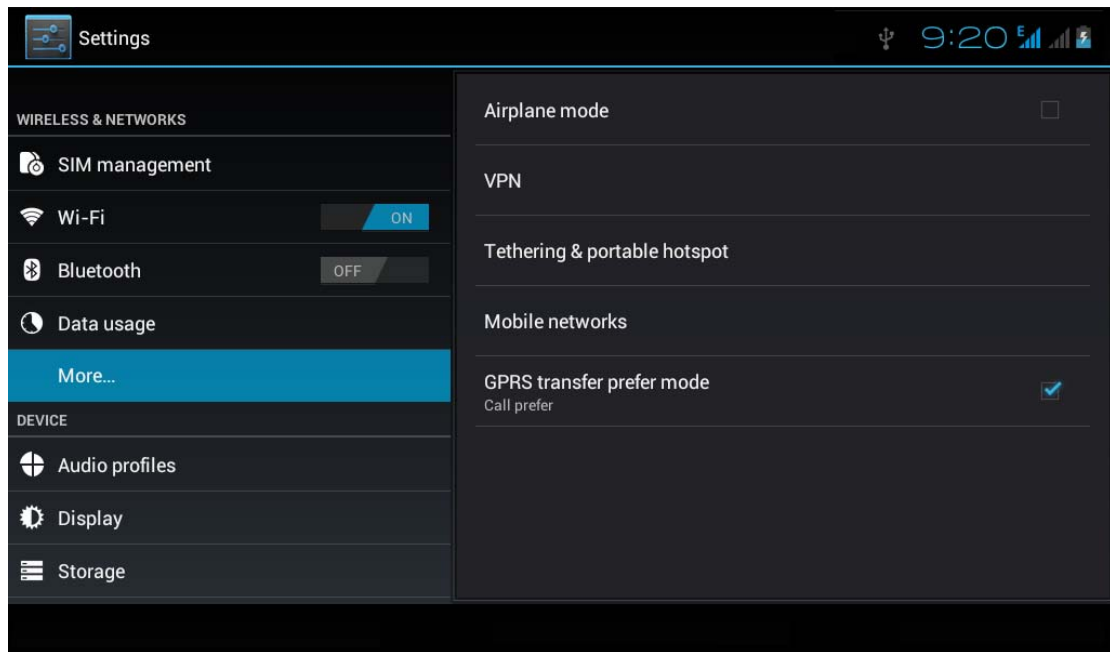 Settings
9:20
E
WIRELESS & NETWORKS
SIM management
Wi-Fi
ON
Bluetooth
OFF
Data usage
More...
DEVICE
Audio profiles
Display
Storage
Airplane mode
VPN
Tethering & portable hotspot
Mobile networks
GPRS transfer prefer mode
Call prefer